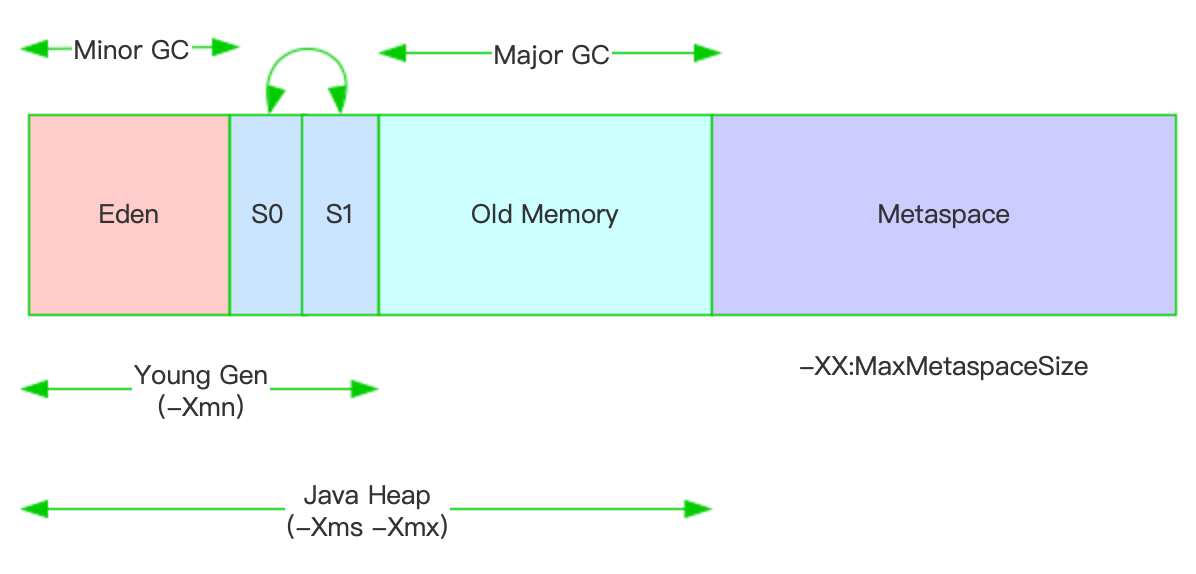 Minor GC
Major GC
Eden
S0
S1
Old Memory
Metaspace
Young Gen
(-Xmn)
-XX:MaxMetaspaceSize
Java Heap
(-Xms -Xmx)